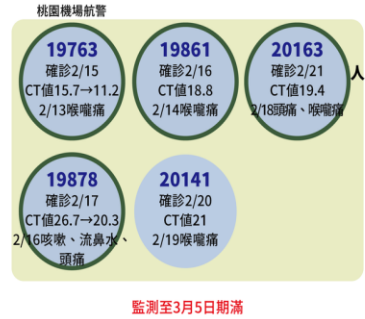 桃園機場航警
19763
確診2/15
CT值15.7→11.2
2/13喉嚨痛
19861
確診2/16
CT值18.8
2/14喉嚨痛
20163
確診2/21
CT值19.4
2/18頭痛、喉嚨痛
人
19878
確診2/17
CT值26.7→20.3
2/16咳嗽、流鼻水、
頭痛
20141
確診2/20
CT值21
2/19喉嚨痛
監測至3月5日期滿